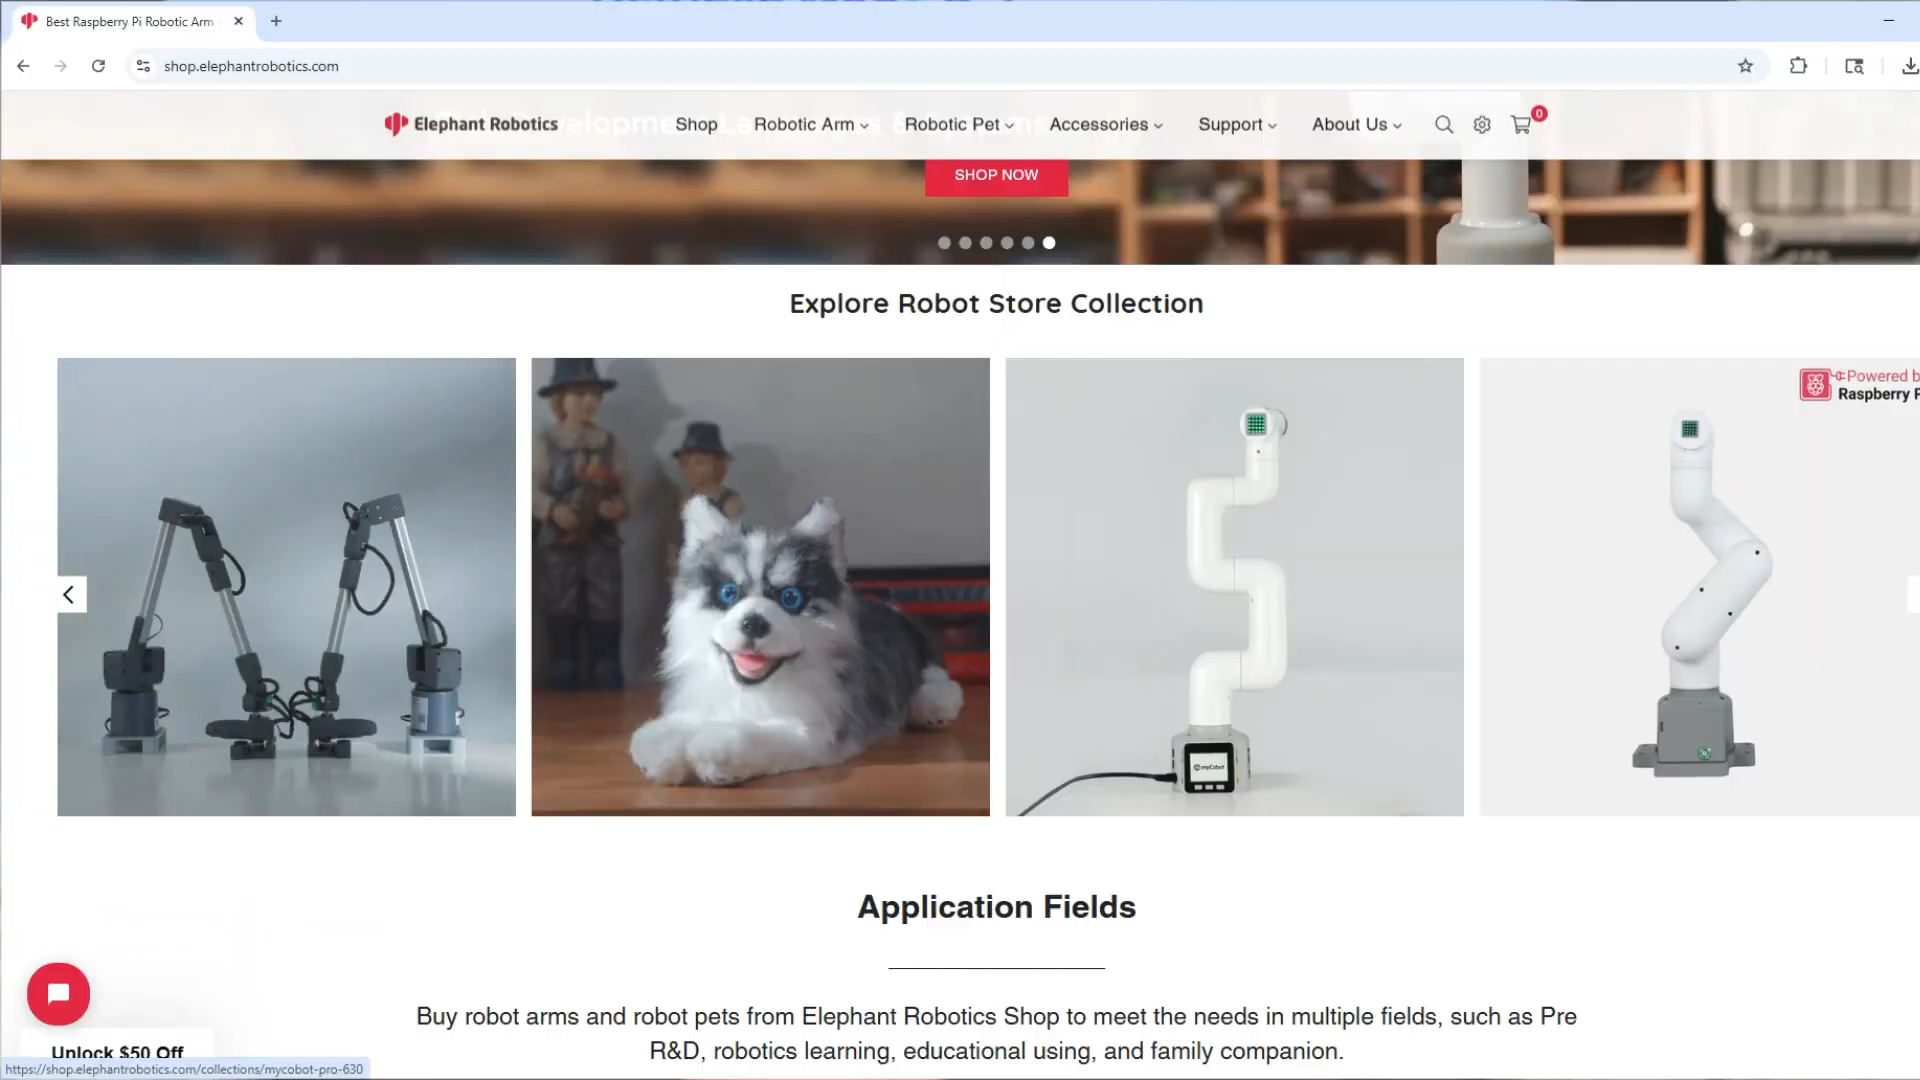 Best Raspberry Pi Robotic Arm
shop.elephantrobotics.com
Elephant Robotics
Shop
Robotic Arm
Robotic Pet
Accessories
Support
About Us
0
SHOP NOW
Explore Robot Store Collection
Powered b
Raspberry P
myCobot
Application Fields
Buy robot arms and robot pets from Elephant Robotics Shop to meet the needs in multiple fields, such as Pre
R&D, robotics learning, educational using, and family companion.
Unlock $50 Off
https://shop.elephantrobotics.com/collections/mycobot-pro-630